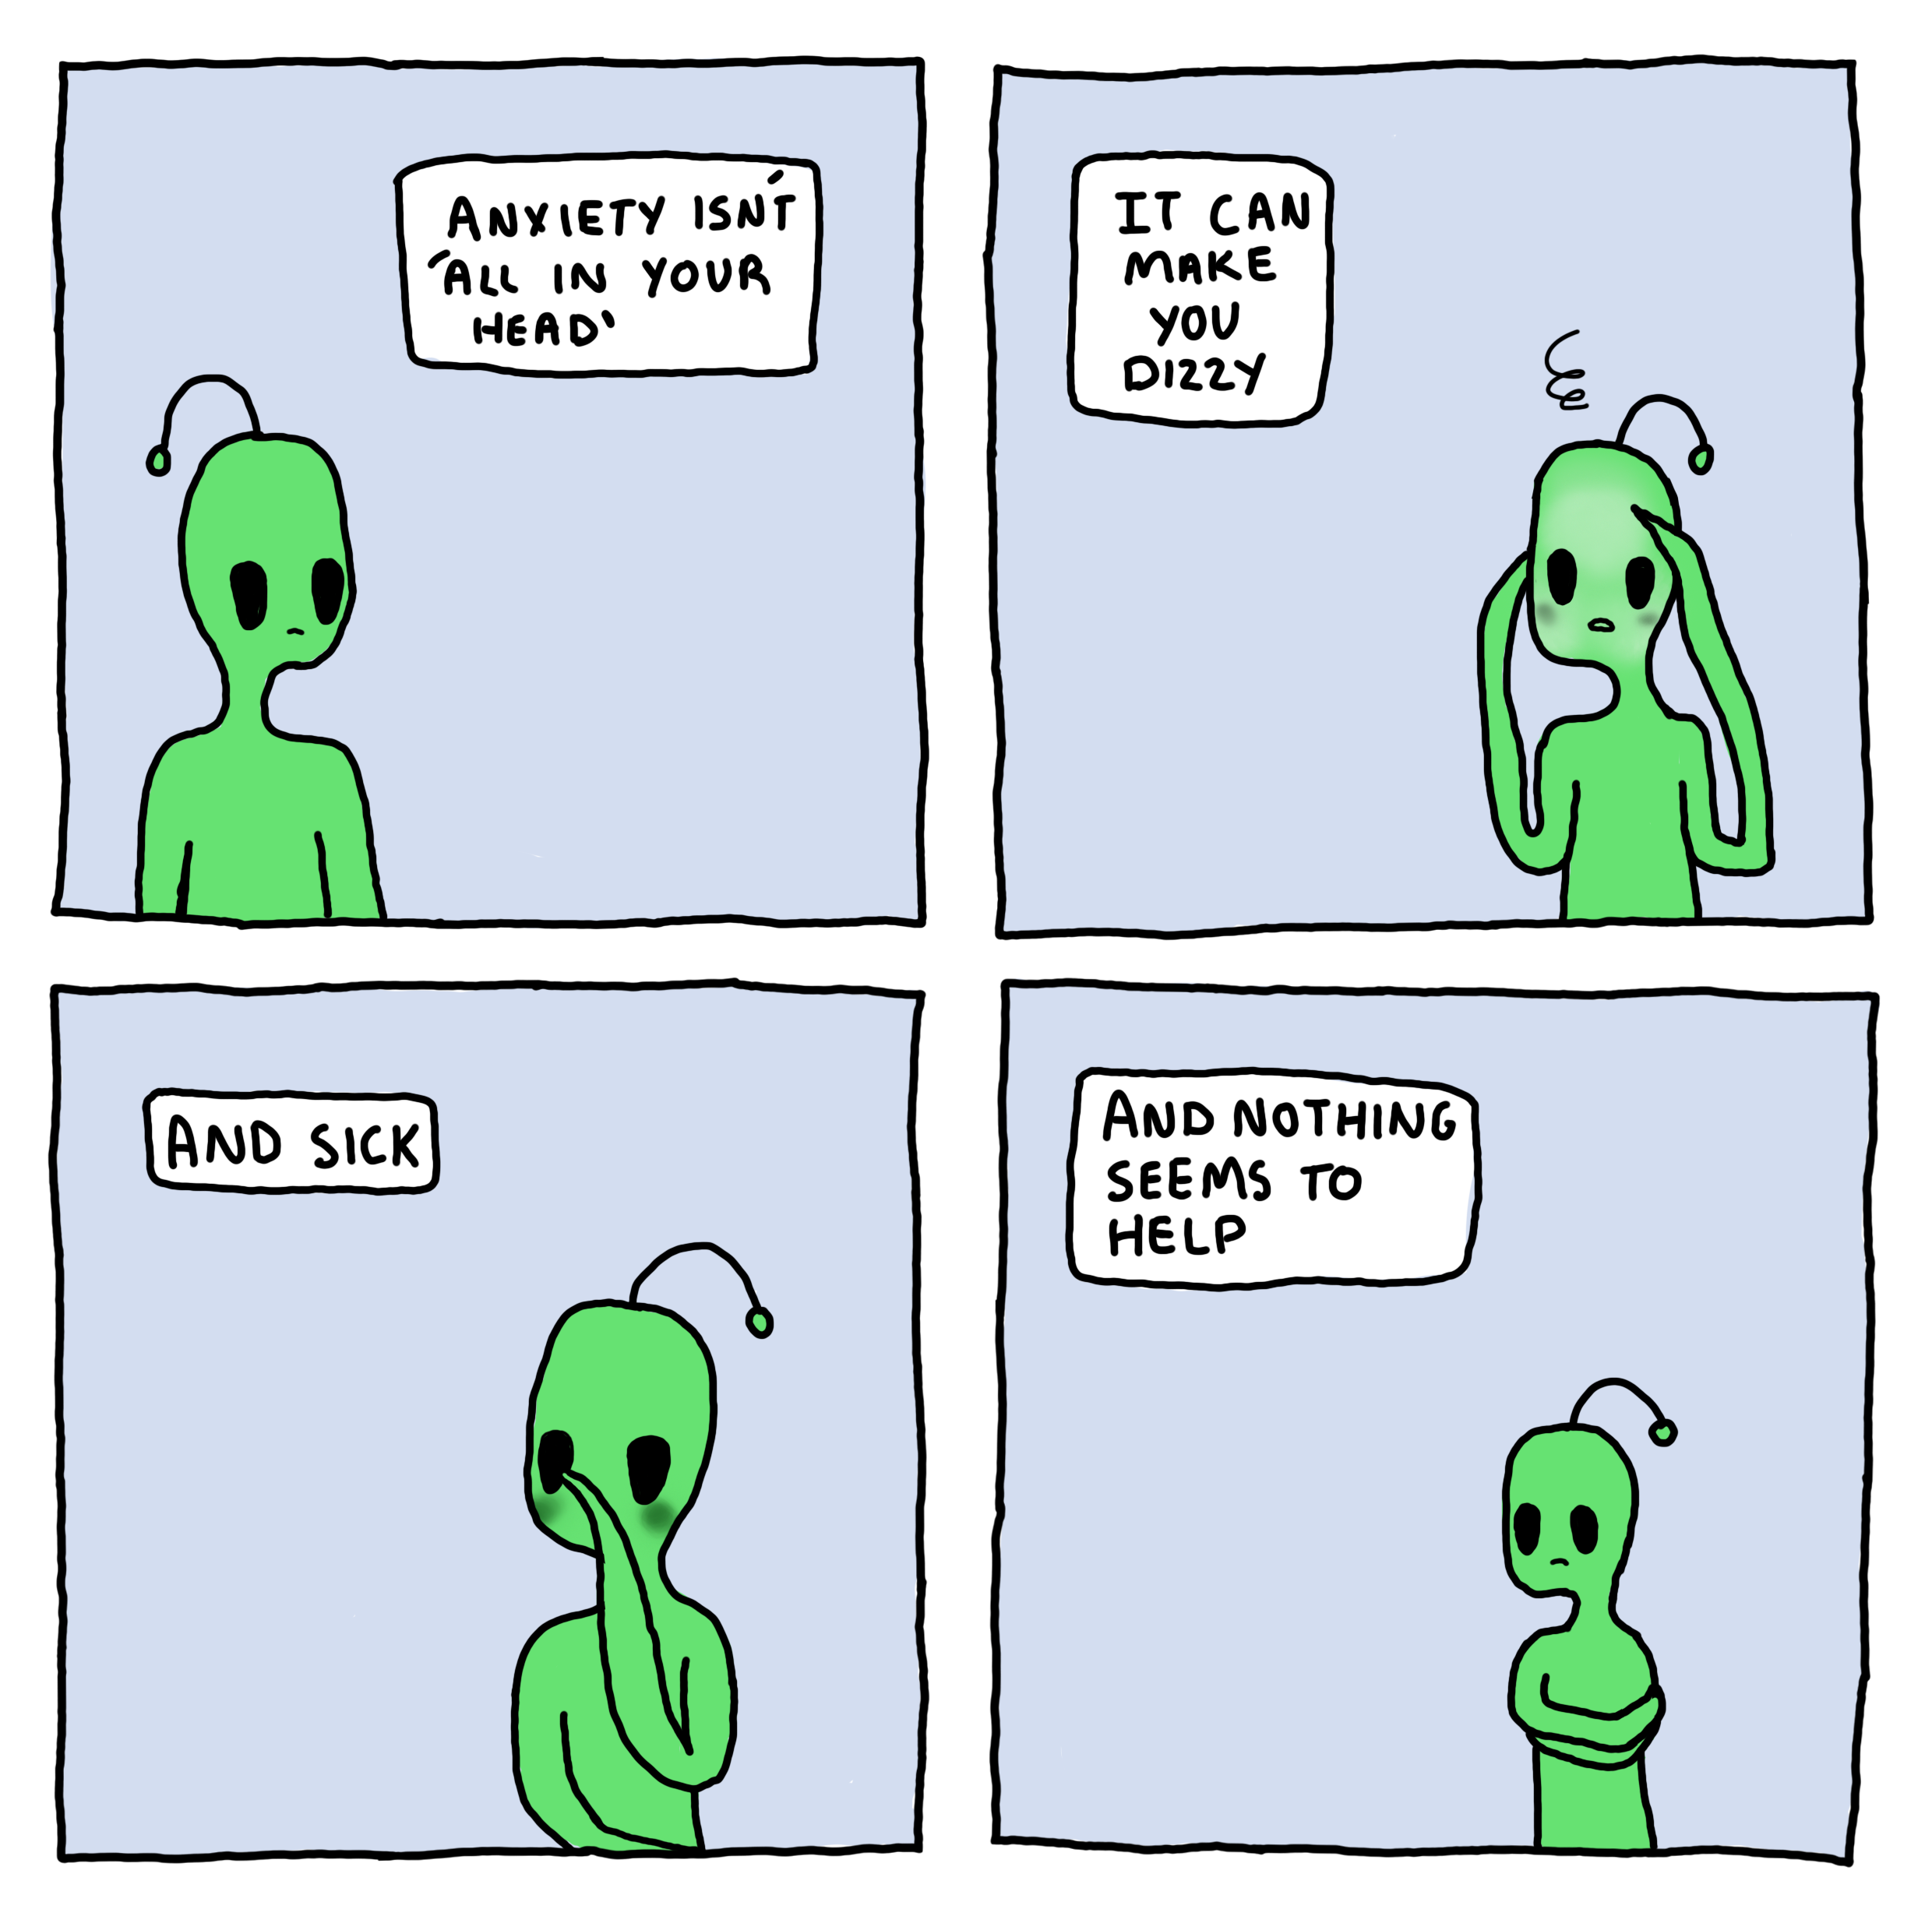 ANXIETY ISN'T
'ALL IN YOUR
HEAD'
IT CAN
MAKE
YOU
DIZZY
AND SICK
AND NOTHING
SEEMS TO
HELP